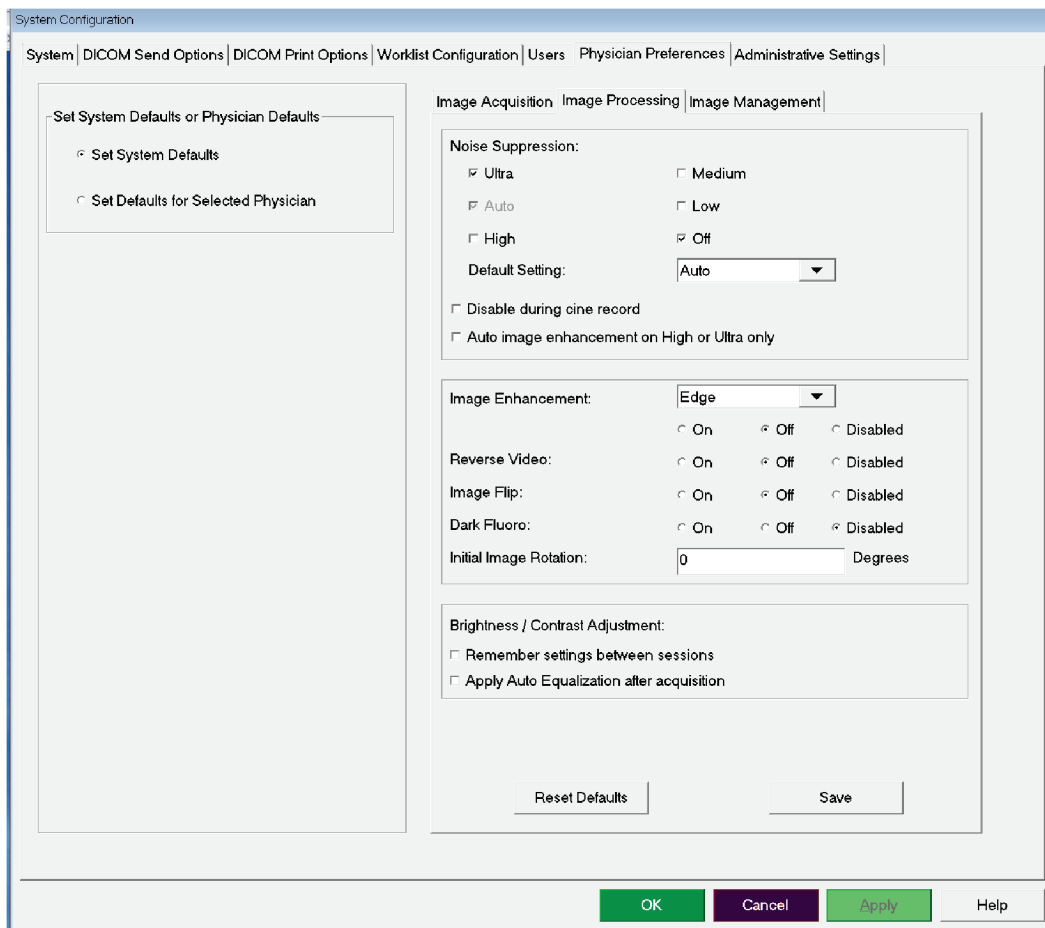 System Configuration
System DICOM Send Options DICOM Print Options Worklist Configuration Users Physician Preferences Administrative Settings
Set System Defaults or Physician Defaults
Set System Defaults
Set Defaults for Selected Physician
Image Acquisition Image Processing Image Management
Noise Suppression:
Ultra Medium
Auto Low
High Off
Default Setting: Auto
Disable during cine record
Auto image enhancement on High or Ultra only
Image Enhancement: Edge
On Off Disabled
Reverse Video: On Off Disabled
Image Flip: On Off Disabled
Dark Fluoro: On Off Disabled
Initial Image Rotation: 0 Degrees
Brightness / Contrast Adjustment:
Remember settings between sessions
Apply Auto Equalization after acquisition
Reset Defaults Save
OK Cancel Apply Help